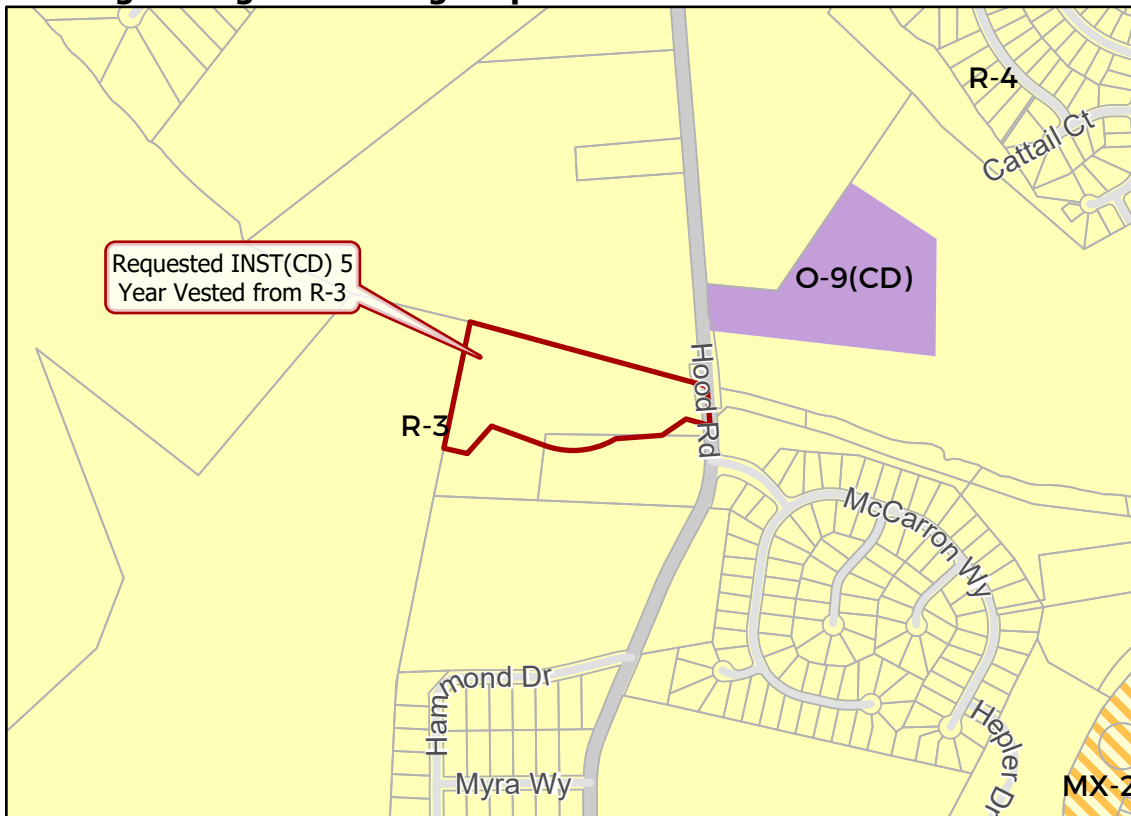 R-4
Cattail Ct
Requested INST(CD) 5
Year Vested from R-3
O-9(CD)
Hood Rd
R-3
McCarron Wy
Hammond Dr
Hepler Dr
Myra Wy
MX-2